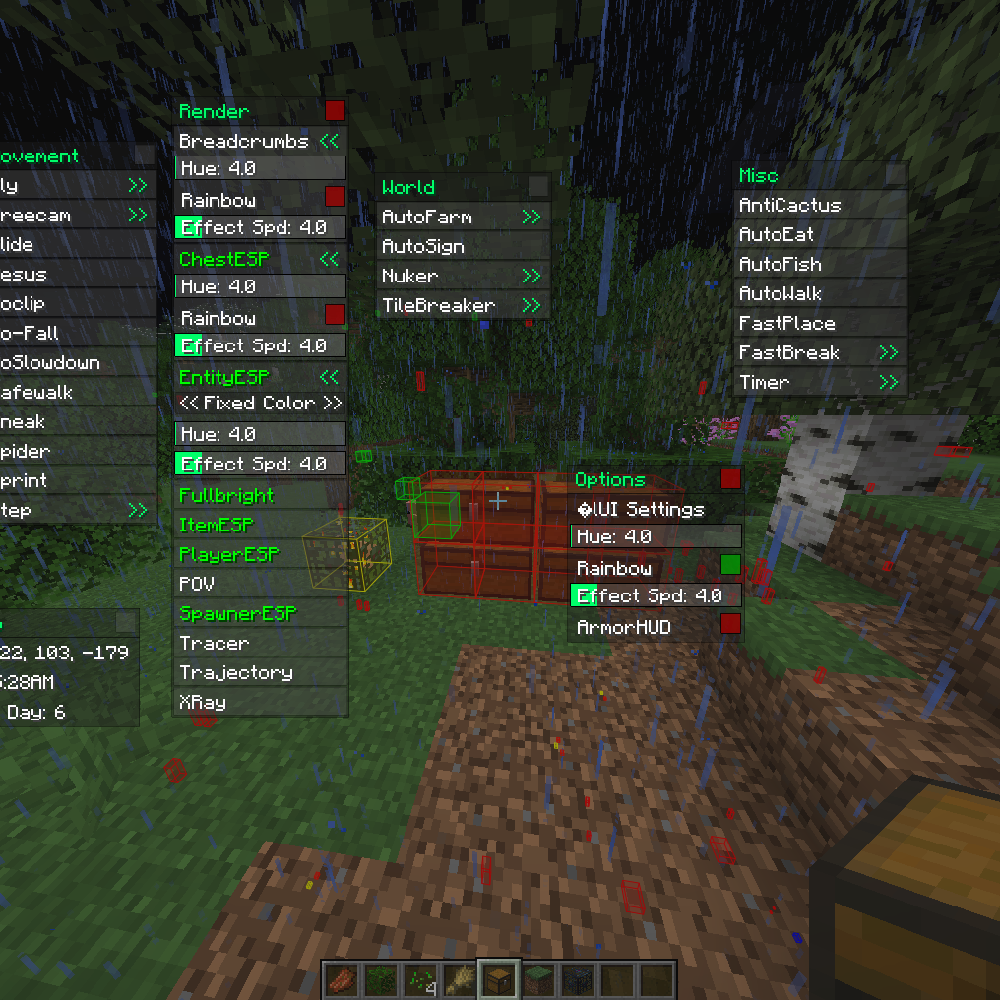 ovement
ly >>
reecam >>
lide
esus
oclip
o-Fall
oSlowdown
afewalk
neak
pider
print
tep >>
22, 103, -179
:28AM
Day: 6
Render
Breadcrumbs <<
Hue: 4.0
Rainbow
Effect Spd: 4.0
ChestESP <<
Hue: 4.0
Rainbow
Effect Spd: 4.0
EntityESP <<
<< Fixed Color >>
Hue: 4.0
Effect Spd: 4.0
Fullbright
ItemESP
PlayerESP
POV
SpawnerESP
Tracer
Trajectory
XRay
World
AutoFarm >>
AutoSign
Nuker >>
TileBreaker >>
Options
�lUI Settings
Hue: 4.0
Rainbow
Effect Spd: 4.0
ArmorHUD
Misc
AntiCactus
AutoEat
AutoFish
AutoWalk
FastPlace
FastBreak >>
Timer >>
4